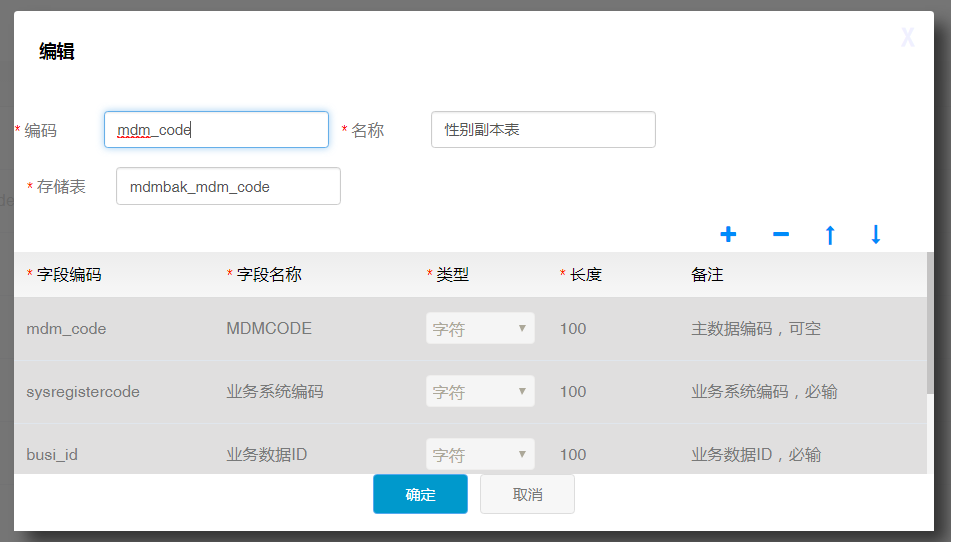 编辑
X
* 编码 mdm_code * 名称 性别副本表
* 存储表 mdmbak_mdm_code
* 字段编码 * 字段名称 * 类型 * 长度 备注
mdm_code MDMCODE 字符 100 主数据编码，可空
sysregistercode 业务系统编码 字符 100 业务系统编码，必输
busi_id 业务数据ID 字符 100 业务数据ID，必输
确定 取消